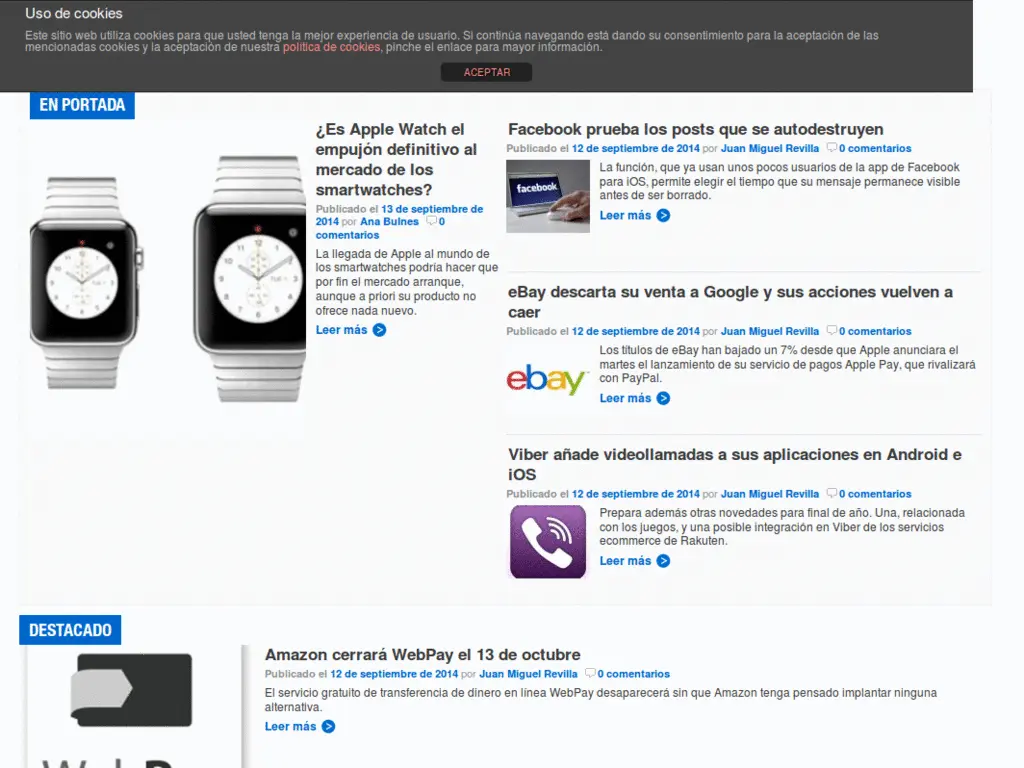 Uso de cookies
Este sitio web utiliza cookies para que usted tenga la mejor experiencia de usuario. Si continúa navegando está dando su consentimiento para la aceptación de las
mencionadas cookies y la aceptación de nuestra política de cookies, pinche el enlace para mayor información.
ACEPTAR
EN PORTADA
¿Es Apple Watch el
empujón definitivo al
mercado de los
smartwatches?
Publicado el 13 de septiembre de
2014 por Ana Bulnes 0
comentarios
La llegada de Apple al mundo de
los smartwatches podría hacer que
por fin el mercado arranque,
aunque a priori su producto no
ofrece nada nuevo.
Leer más
Facebook prueba los posts que se autodestruyen
Publicado el 12 de septiembre de 2014 por Juan Miguel Revilla 0 comentarios
facebook
La función, que ya usan unos pocos usuarios de la app de Facebook
para iOS, permite elegir el tiempo que su mensaje permanece visible
antes de ser borrado.
Leer más
eBay descarta su venta a Google y sus acciones vuelven a
caer
Publicado el 12 de septiembre de 2014 por Juan Miguel Revilla 0 comentarios
ebay
Los títulos de eBay han bajado un 7% desde que Apple anunciara el
martes el lanzamiento de su servicio de pagos Apple Pay, que rivalizará
con PayPal.
Leer más
Viber añade videollamadas a sus aplicaciones en Android e
iOS
Publicado el 12 de septiembre de 2014 por Juan Miguel Revilla 0 comentarios
Prepara además otras novedades para final de año. Una, relacionada
con los juegos, y una posible integración en Viber de los servicios
ecommerce de Rakuten.
Leer más
DESTACADO
Amazon cerrará WebPay el 13 de octubre
Publicado el 12 de septiembre de 2014 por Juan Miguel Revilla 0 comentarios
El servicio gratuito de transferencia de dinero en línea WebPay desaparecerá sin que Amazon tenga pensado implantar ninguna
alternativa.
Leer más